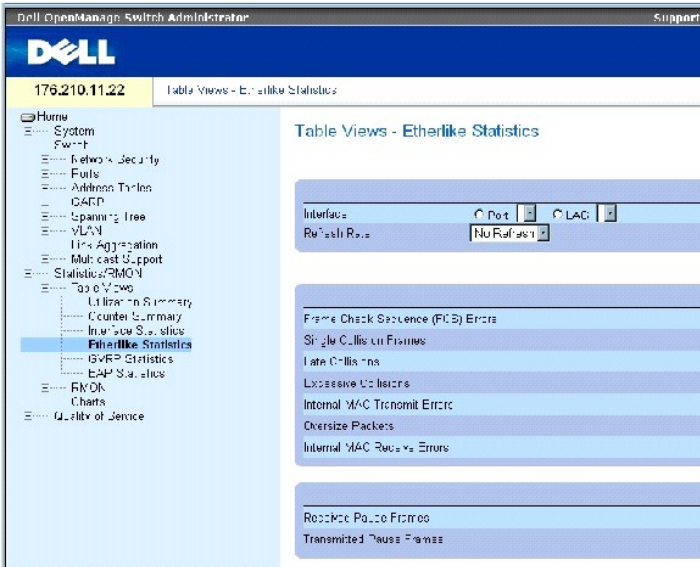 Dell OpenManage Switch Administrator
Support
DELL
176.210.11.22
Table Views - Etherlike Statistics
Home
System
Switch
Network Security
Ports
Address Tables
GARP
Spanning Tree
VLAN
Link Aggregation
Multicast Support
Statistics/RMON
Table Views
Utilization Summary
Counter Summary
Interface Statistics
Etherlike Statistics
GVRP Statistics
EAP Statistics
RMON
Charts
Quality of Service
Table Views - Etherlike Statistics
Interface Port LAG
Refresh Rate No Refresh
Frame Check Sequence (FCS) Errors
Single Collision Frames
Late Collisions
Excessive Collisions
Internal MAC Transmit Errors
Oversize Packets
Internal MAC Receive Errors
Received Pause Frames
Transmitted Pause Frames